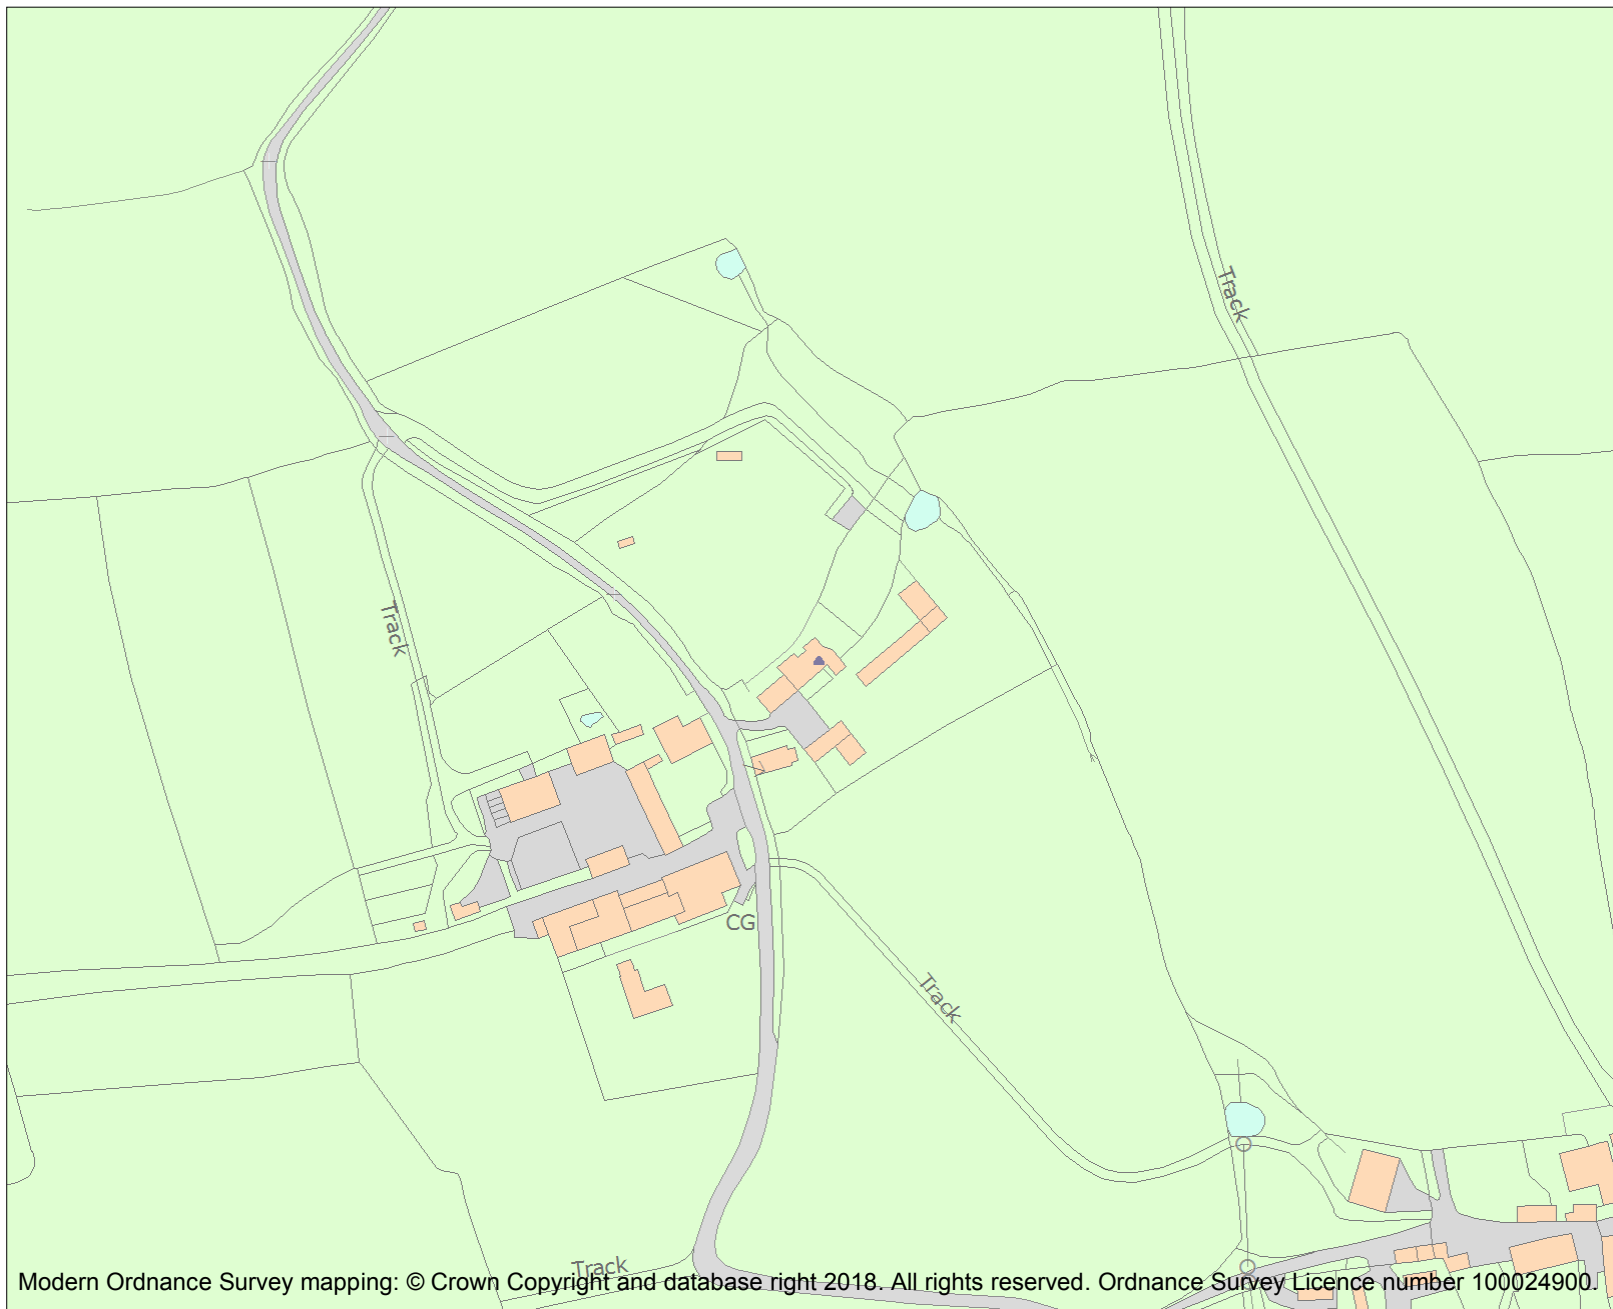 Track
Track
CG
Track
Track
Modern Ordnance Survey mapping: © Crown Copyright and database right 2018. All rights reserved. Ordnance Survey Licence number 100024900.